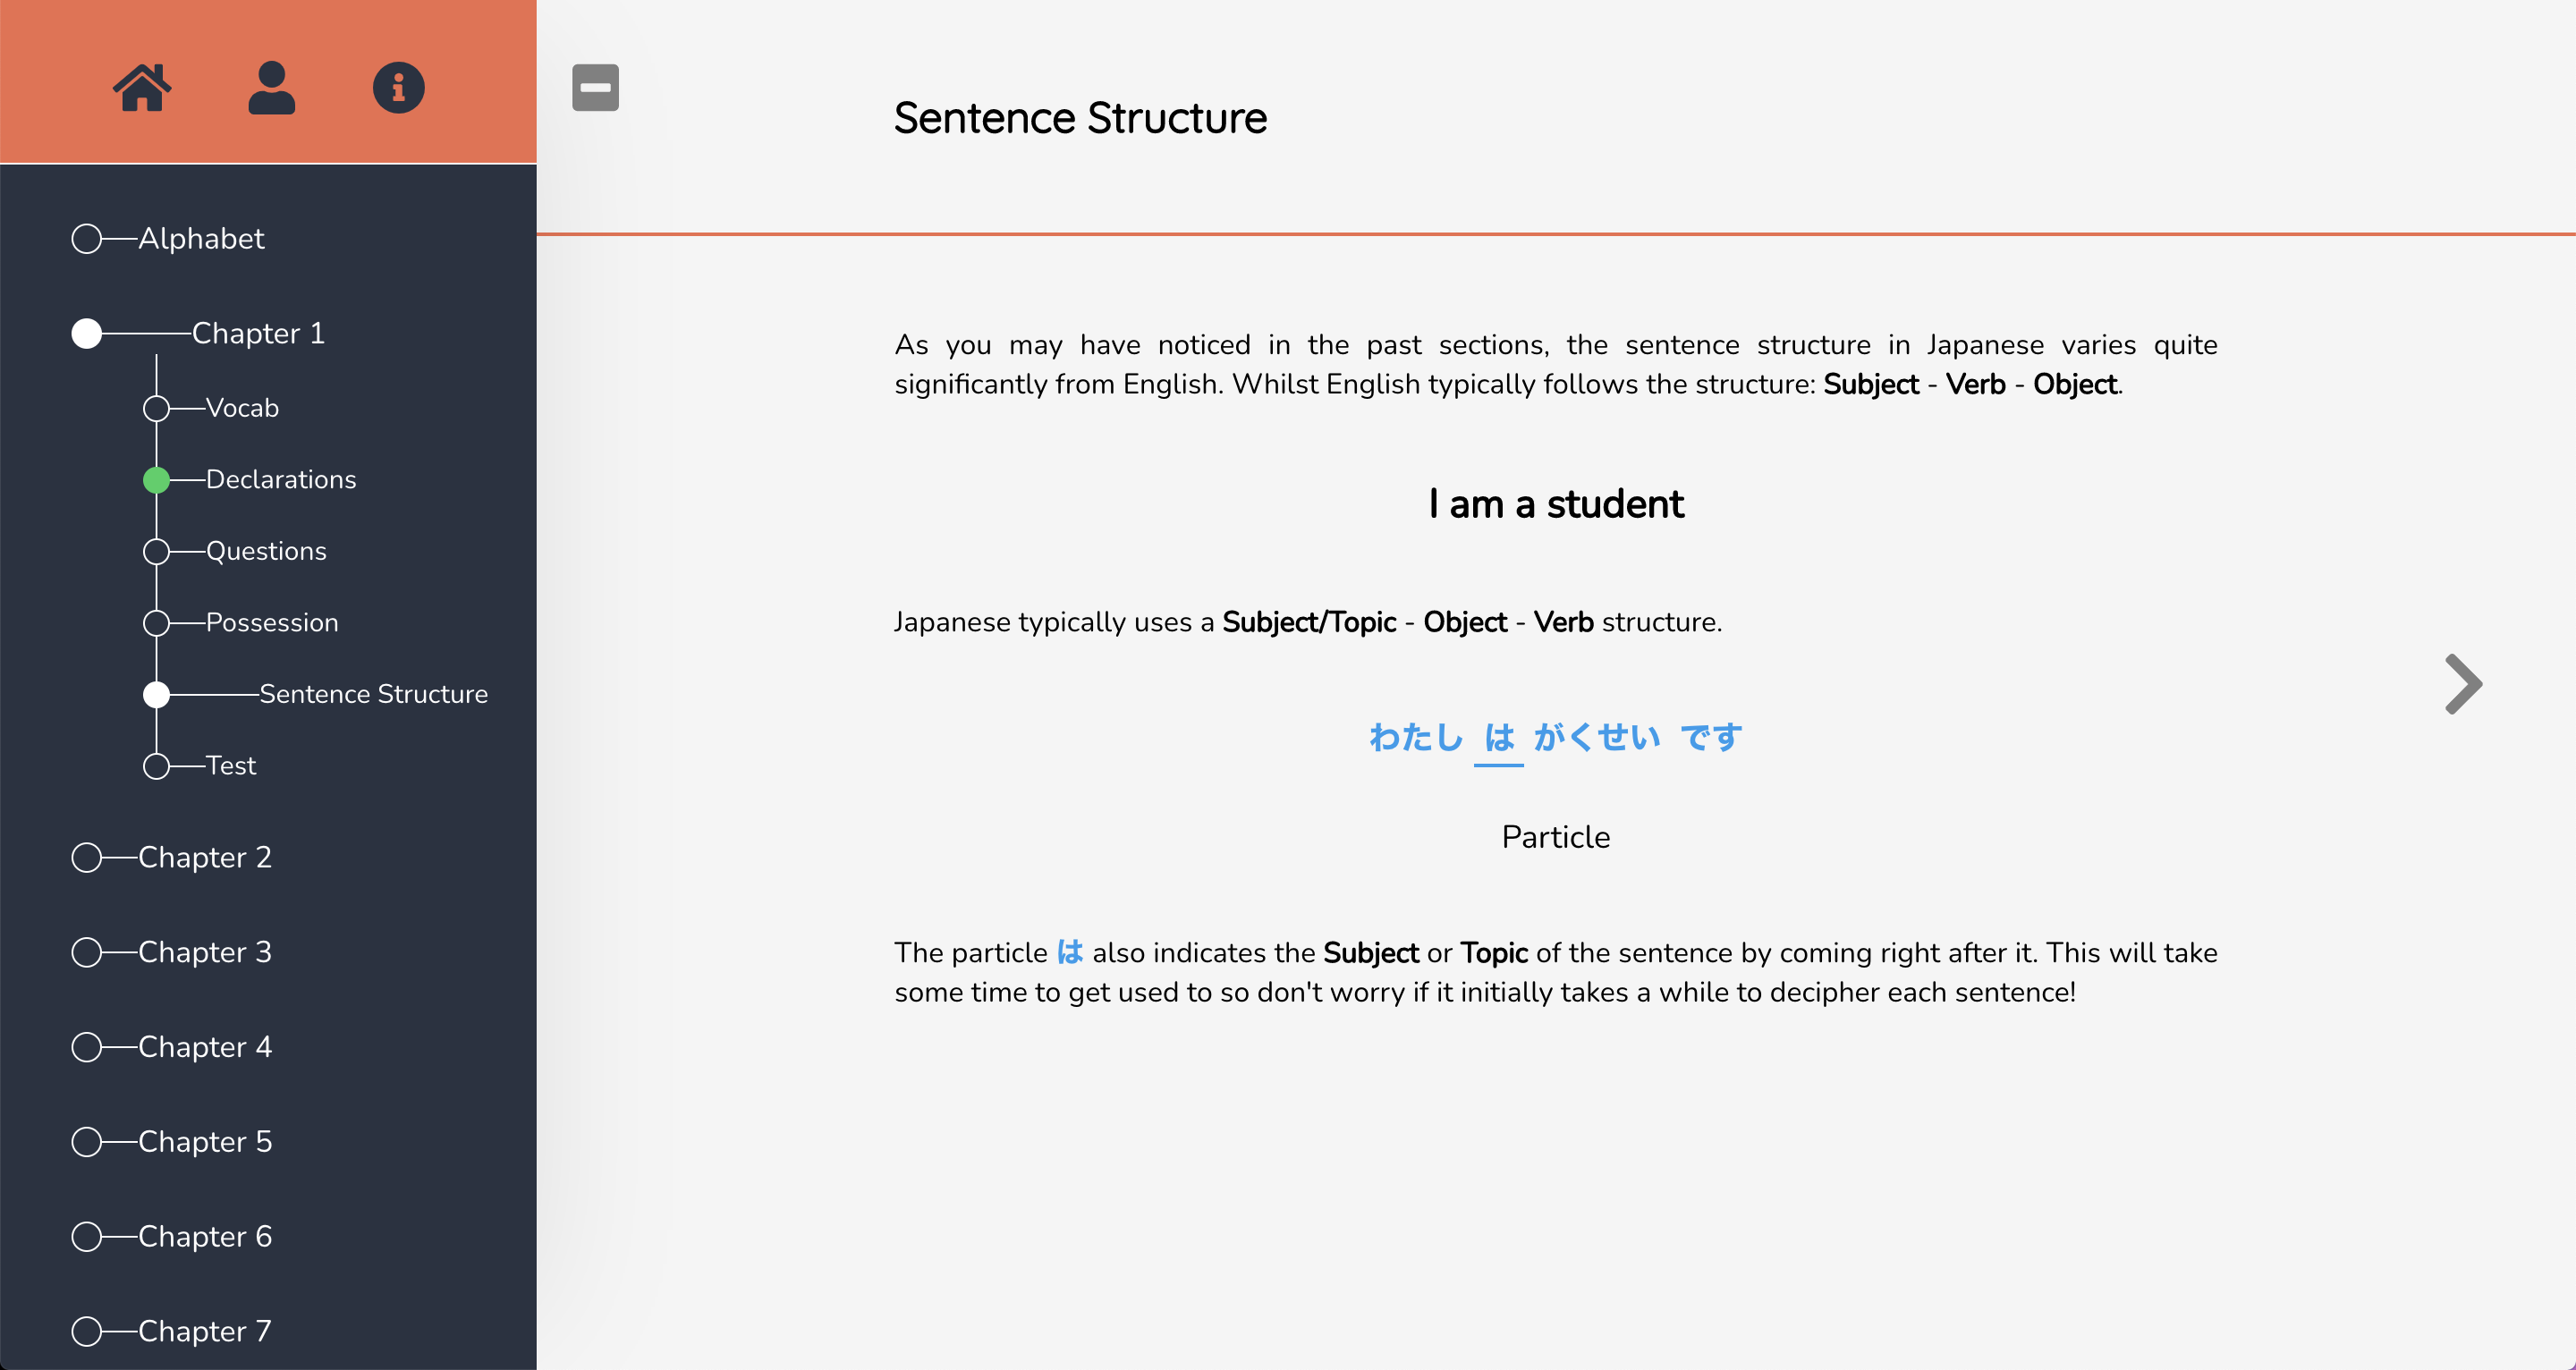 Alphabet
Chapter 1
Vocab
Declarations
Questions
Possession
Sentence Structure
Test
Chapter 2
Chapter 3
Chapter 4
Chapter 5
Chapter 6
Chapter 7
Sentence Structure
As you may have noticed in the past sections, the sentence structure in Japanese varies quite
significantly from English. Whilst English typically follows the structure: Subject - Verb - Object.
I am a student
Japanese typically uses a Subject/Topic - Object - Verb structure.
わたし は がくせい です
Particle
The particle は also indicates the Subject or Topic of the sentence by coming right after it. This will take
some time to get used to so don't worry if it initially takes a while to decipher each sentence!